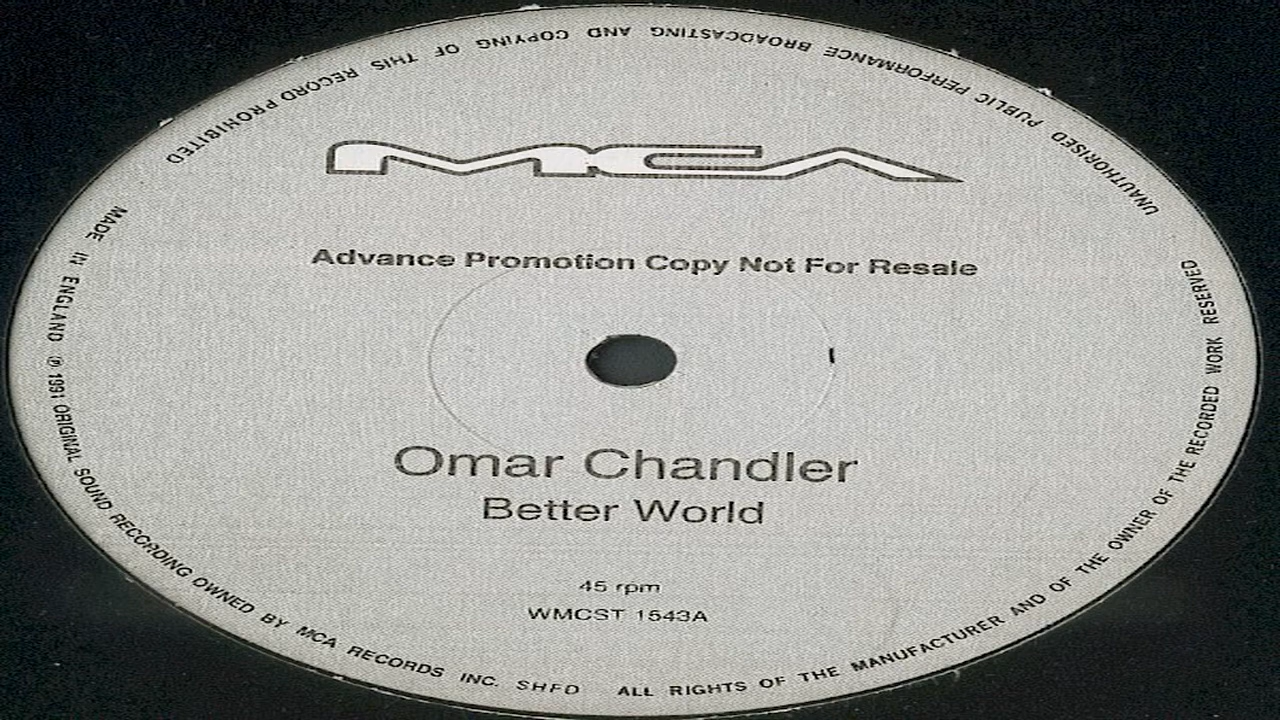 MCA
Advance Promotion Copy Not For Resale
Omar Chandler
Better World
45 rpm
WMCST 1543A
MADE IN ENGLAND ℗ 1991 ORIGINAL SOUND RECORDING OWNED BY MCA RECORDS INC. SHFD ALL RIGHTS OF THE MANUFACTURER AND OF THE OWNER OF THE RECORDED WORK RESERVED
UNAUTHORISED PUBLIC PERFORMANCE BROADCASTING AND COPYING OF THIS RECORD PROHIBITED